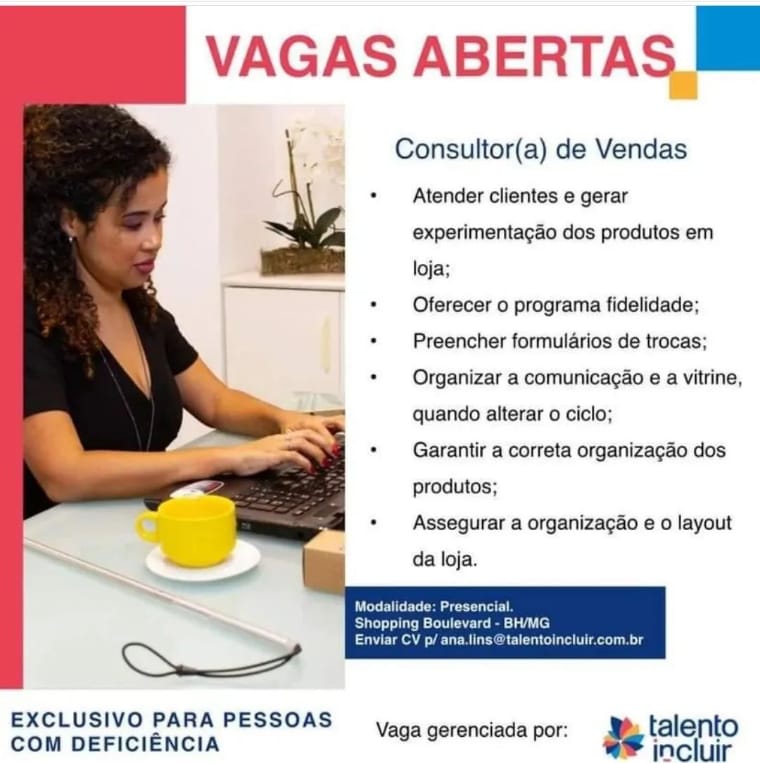 VAGAS ABERTAS
Consultor(a) de Vendas
• Atender clientes e gerar
experimentação dos produtos em
loja;
• Oferecer o programa fidelidade;
• Preencher formulários de trocas;
• Organizar a comunicação e a vitrine,
quando alterar o ciclo;
• Garantir a correta organização dos
produtos;
• Assegurar a organização e o layout
da loja.
Modalidade: Presencial.
Shopping Boulevard - BH/MG
Enviar CV p/ ana.lins@talentoincluir.com.br
EXCLUSIVO PARA PESSOAS
COM DEFICIÊNCIA
Vaga gerenciada por:
talento
incluir